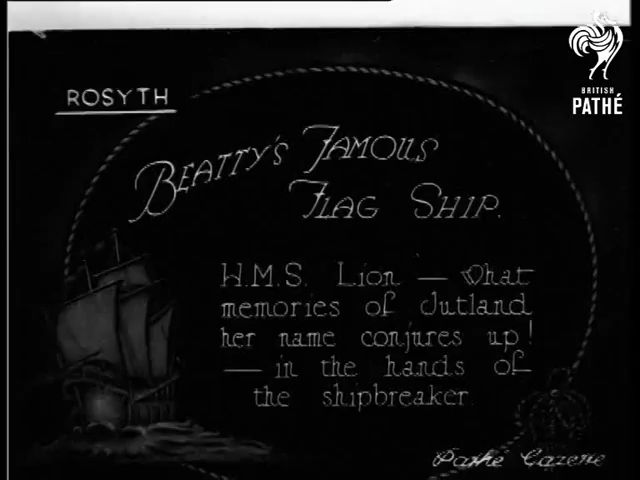 BRITISH
PATHÉ
ROSYTH
BEATTY'S FAMOUS
FLAG SHIP.
H.M.S. Lion — What
memories of Jutland
her name conjures up!
— in the hands of
the shipbreaker.
Pathé Gazette